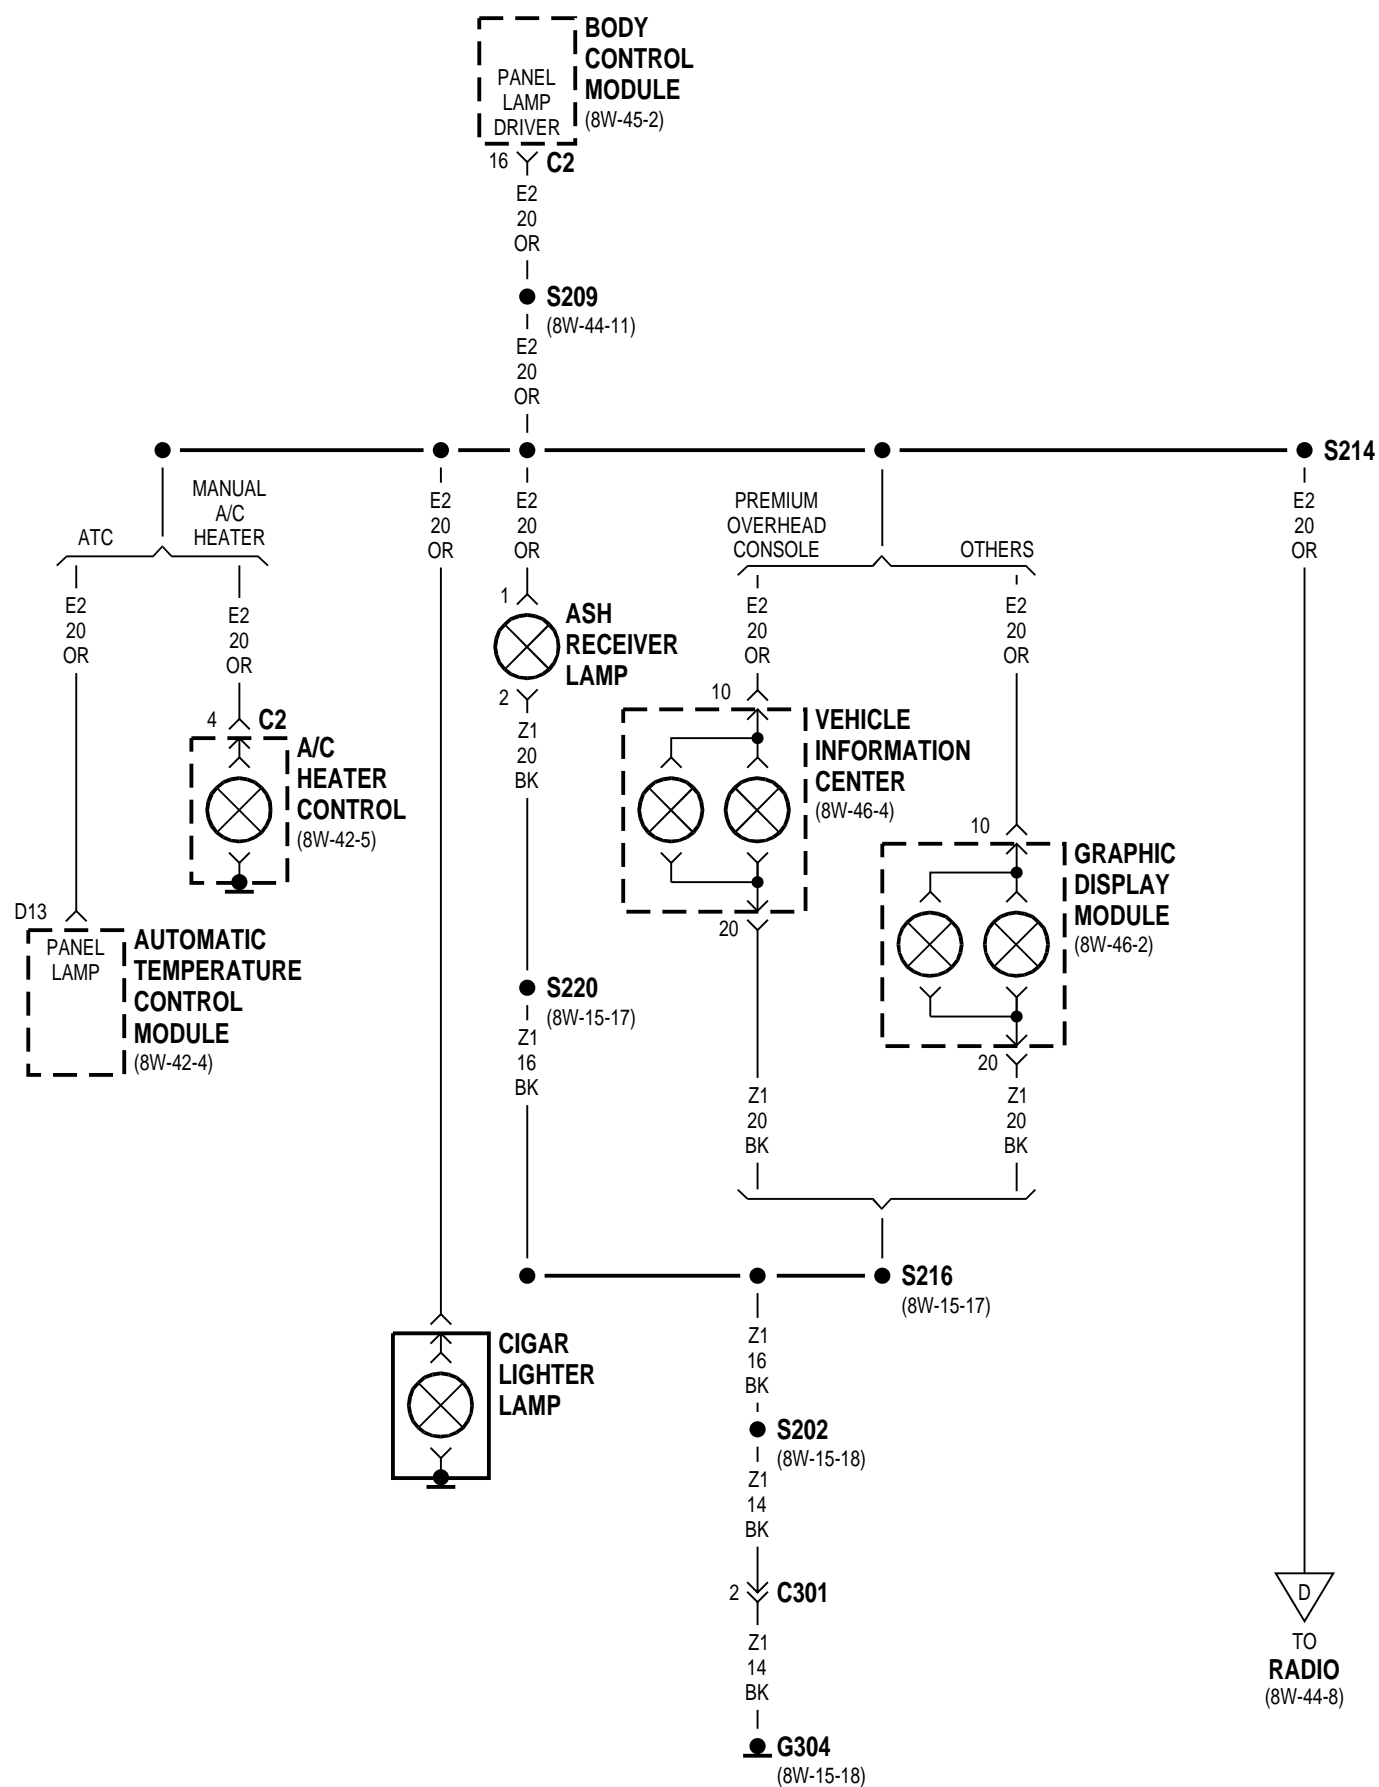 BODY
CONTROL
MODULE
(8W-45-2)
PANEL
LAMP
DRIVER
16
C2
E2
20
OR
S209
(8W-44-11)
E2
20
OR
S214
ATC
MANUAL
A/C
HEATER
E2
20
OR
E2
20
OR
PREMIUM
OVERHEAD
CONSOLE
OTHERS
E2
20
OR
E2
20
OR
E2
20
OR
1
ASH
RECEIVER
LAMP
2
E2
20
OR
E2
20
OR
4
C2
A/C
HEATER
CONTROL
(8W-42-5)
Z1
20
BK
10
VEHICLE
INFORMATION
CENTER
(8W-46-4)
20
10
GRAPHIC
DISPLAY
MODULE
(8W-46-2)
20
D13
PANEL
LAMP
AUTOMATIC
TEMPERATURE
CONTROL
MODULE
(8W-42-4)
S220
(8W-15-17)
Z1
16
BK
Z1
20
BK
Z1
20
BK
S216
(8W-15-17)
CIGAR
LIGHTER
LAMP
Z1
16
BK
S202
(8W-15-18)
Z1
14
BK
2
C301
Z1
14
BK
G304
(8W-15-18)
D
TO
RADIO
(8W-44-8)